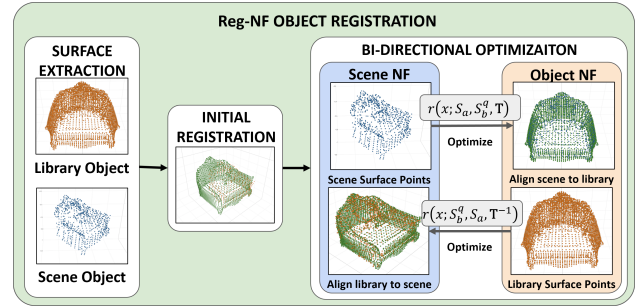 Reg-NF OBJECT REGISTRATION
SURFACE
EXTRACTION
Library Object
Scene Object
INITIAL
REGISTRATION
BI-DIRECTIONAL OPTIMIZAITON
Scene NF
Object NF
r(x; S_a, S_b^q, T)
Optimize
Scene Surface Points
Align scene to library
r(x; S_b^q, S_a, T^{-1})
Optimize
Align library to scene
Library Surface Points